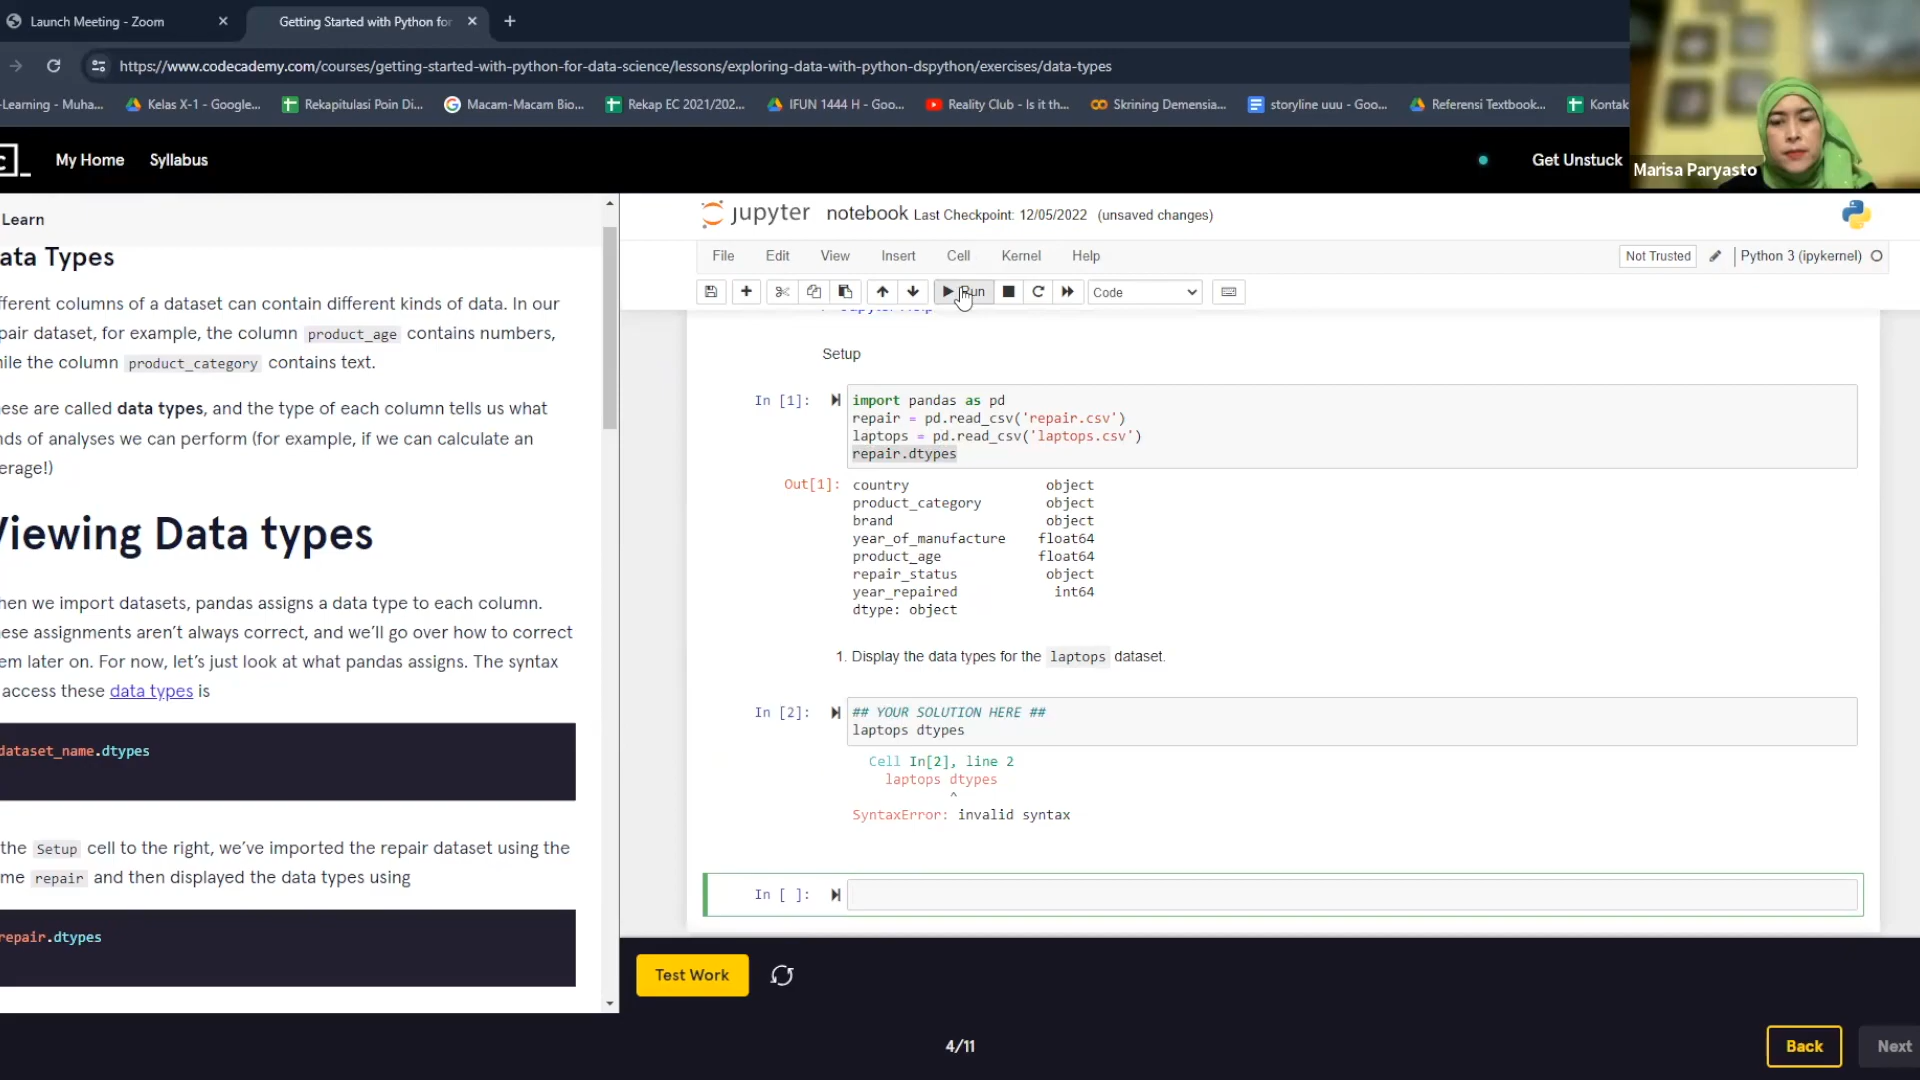 Launch Meeting - Zoom
Getting Started with Python for
https://www.codecademy.com/courses/getting-started-with-python-for-data-science/lessons/exploring-data-with-python-dspython/exercises/data-types
-Learning - Muha...
Kelas X-1 - Google...
Rekapitulasi Poin Di...
Macam-Macam Bio...
Rekap EC 2021/202...
IFUN 1444 H - Goo...
Reality Club - Is it th...
Skrining Demensia...
storyline uuu - Goo...
Referensi Textbook...
Kontak
Marisa Paryasto
My Home
Syllabus
Get Unstuck
Learn
ata Types
fferent columns of a dataset can contain different kinds of data. In our
pair dataset, for example, the column product_age contains numbers,
hile the column product_category contains text.
ese are called data types, and the type of each column tells us what
nds of analyses we can perform (for example, if we can calculate an
erage!)
Viewing Data types
hen we import datasets, pandas assigns a data type to each column.
ese assignments aren't always correct, and we'll go over how to correct
em later on. For now, let's just look at what pandas assigns. The syntax
access these data types is
dataset_name.dtypes
the Setup cell to the right, we've imported the repair dataset using the
me repair and then displayed the data types using
repair.dtypes
jupyter notebook Last Checkpoint: 12/05/2022 (unsaved changes)
File Edit View Insert Cell Kernel Help
Not Trusted
Python 3 (ipykernel)
Run
Code
Jupyter Help
Setup
In [1]:
import pandas as pd
repair = pd.read_csv('repair.csv')
laptops = pd.read_csv('laptops.csv')
repair.dtypes
Out[1]:
country object
product_category object
brand object
year_of_manufacture float64
product_age float64
repair_status object
year_repaired int64
dtype: object
1. Display the data types for the laptops dataset.
In [2]:
## YOUR SOLUTION HERE ##
laptops dtypes
Cell In[2], line 2
laptops dtypes
^
SyntaxError: invalid syntax
In [ ]:
Test Work
4/11
Back
Next